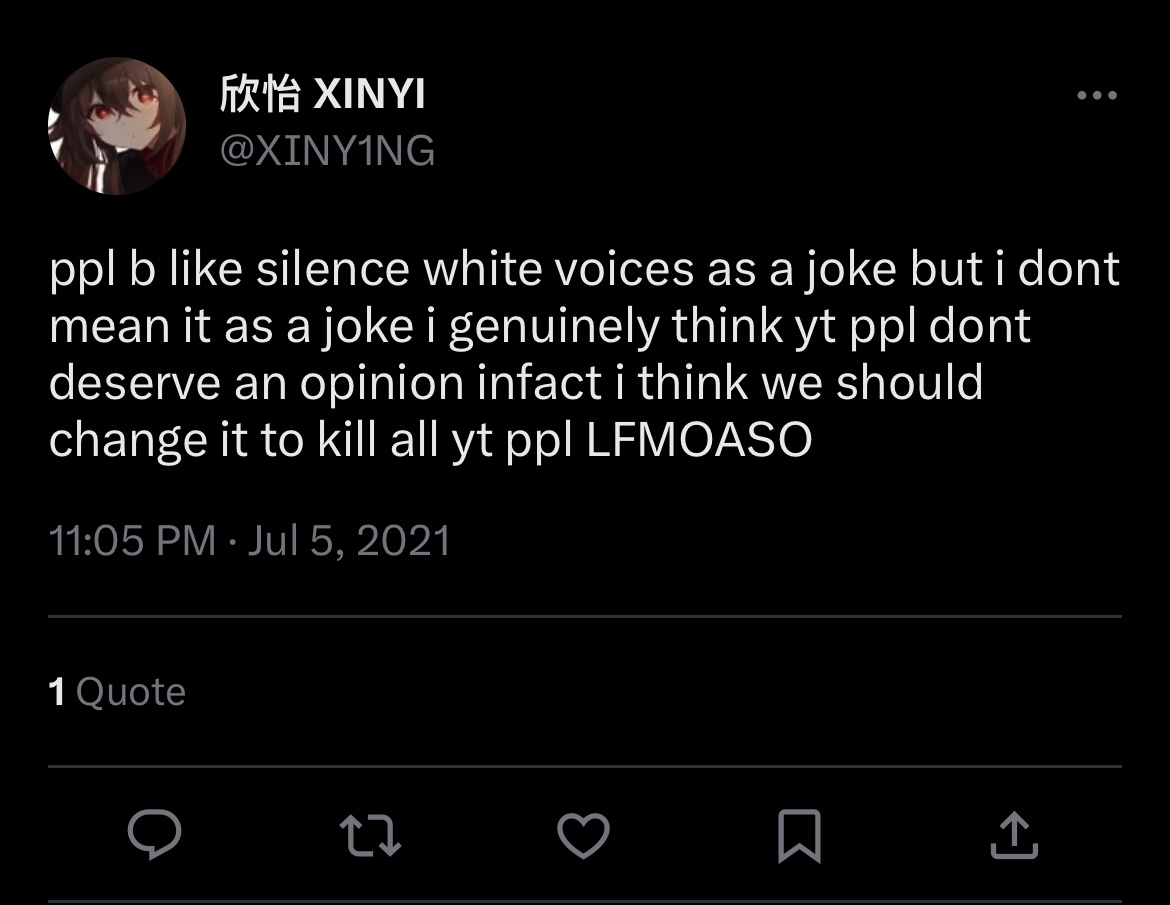 欣怡 XINYI
@XINY1NG
ppl b like silence white voices as a joke but i dont
mean it as a joke i genuinely think yt ppl dont
deserve an opinion infact i think we should
change it to kill all yt ppl LFMOASO
11:05 PM · Jul 5, 2021
1 Quote